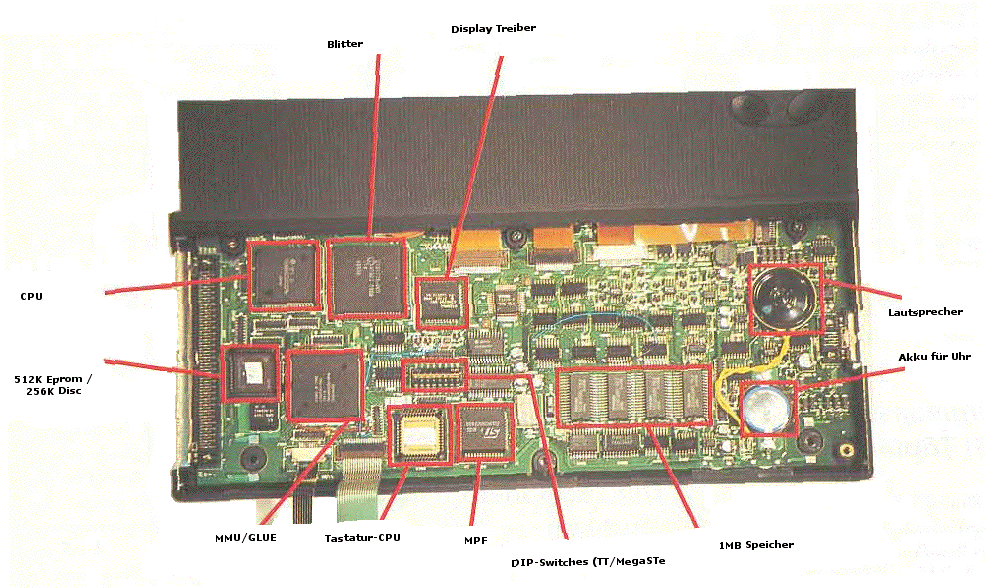 Display Treiber
Blitter
CPU
Lautsprecher
512K Eprom /
256K Disc
Akku für Uhr
MMU/GLUE
Tastatur-CPU
MPF
DIP-Switches (TT/MegaSTe
1MB Speicher